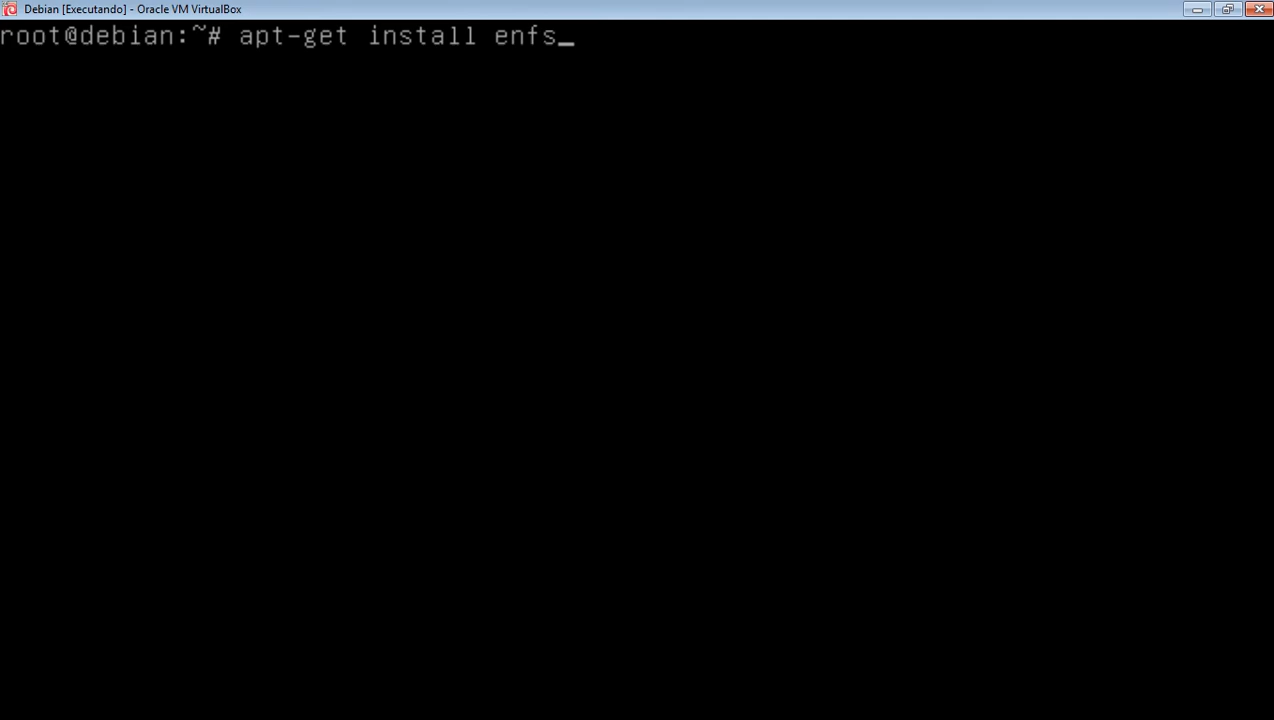 Debian [Executando] - Oracle VM VirtualBox
root@debian:~# apt-get install enfs_